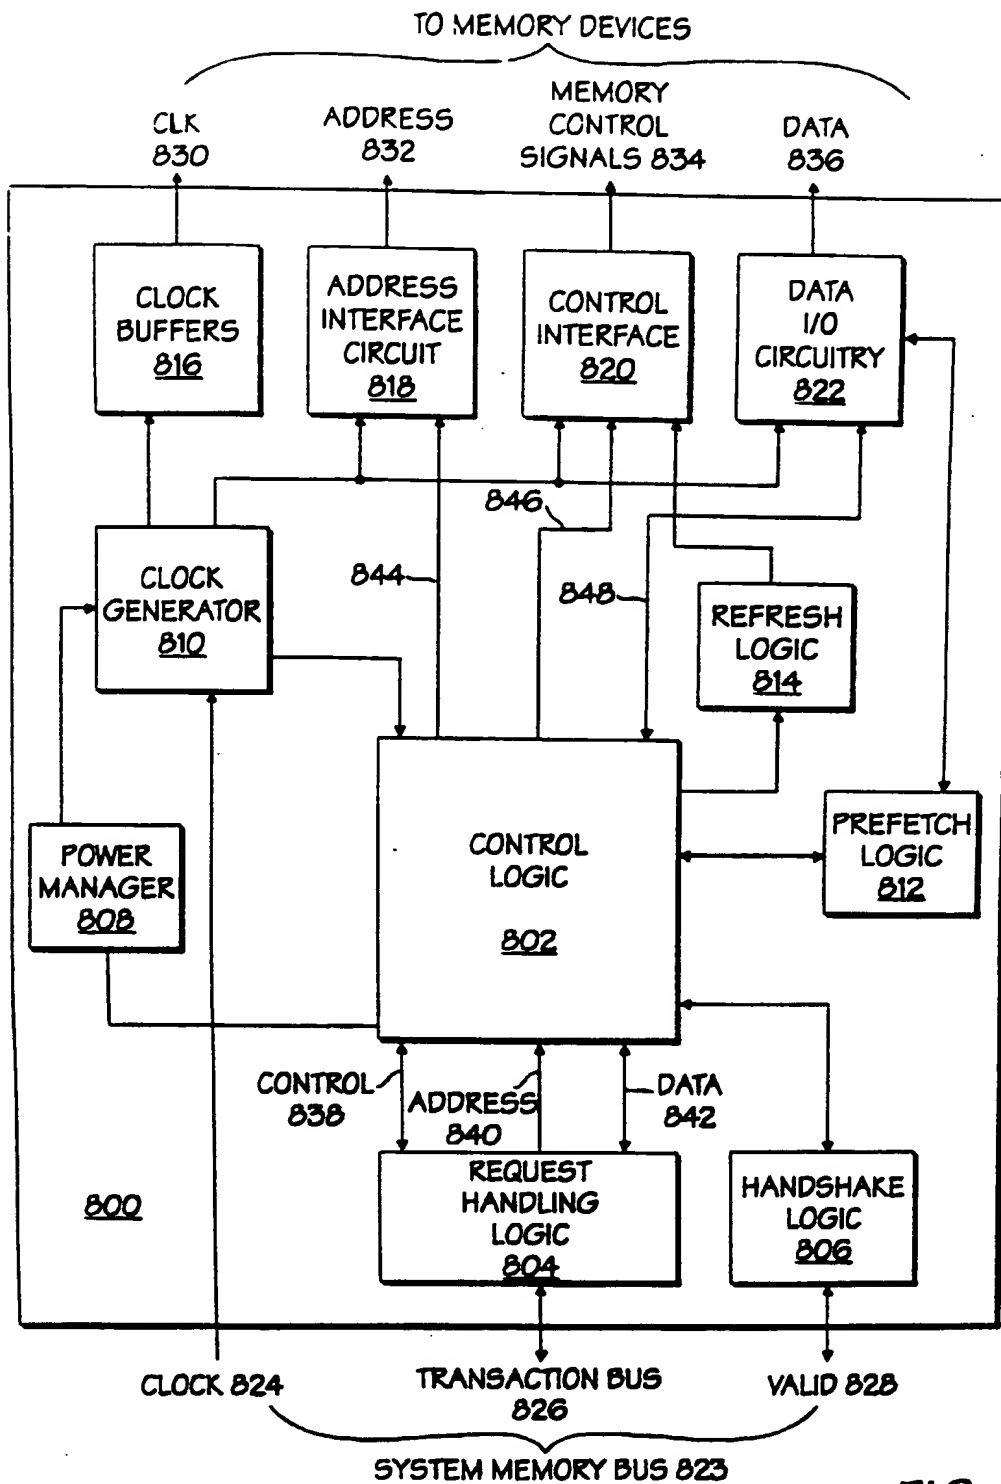 TO MEMORY DEVICES
CLK
830
ADDRESS
832
MEMORY
CONTROL
SIGNALS 834
DATA
836
CLOCK
BUFFERS
816
ADDRESS
INTERFACE
CIRCUIT
818
CONTROL
INTERFACE
820
DATA
I/O
CIRCUITRY
822
846
CLOCK
GENERATOR
810
844
848
REFRESH
LOGIC
814
POWER
MANAGER
808
CONTROL
LOGIC
802
PREFETCH
LOGIC
812
CONTROL
838
ADDRESS
840
DATA
842
800
REQUEST
HANDLING
LOGIC
804
HANDSHAKE
LOGIC
806
CLOCK 824
TRANSACTION BUS
826
VALID 828
SYSTEM MEMORY BUS 823